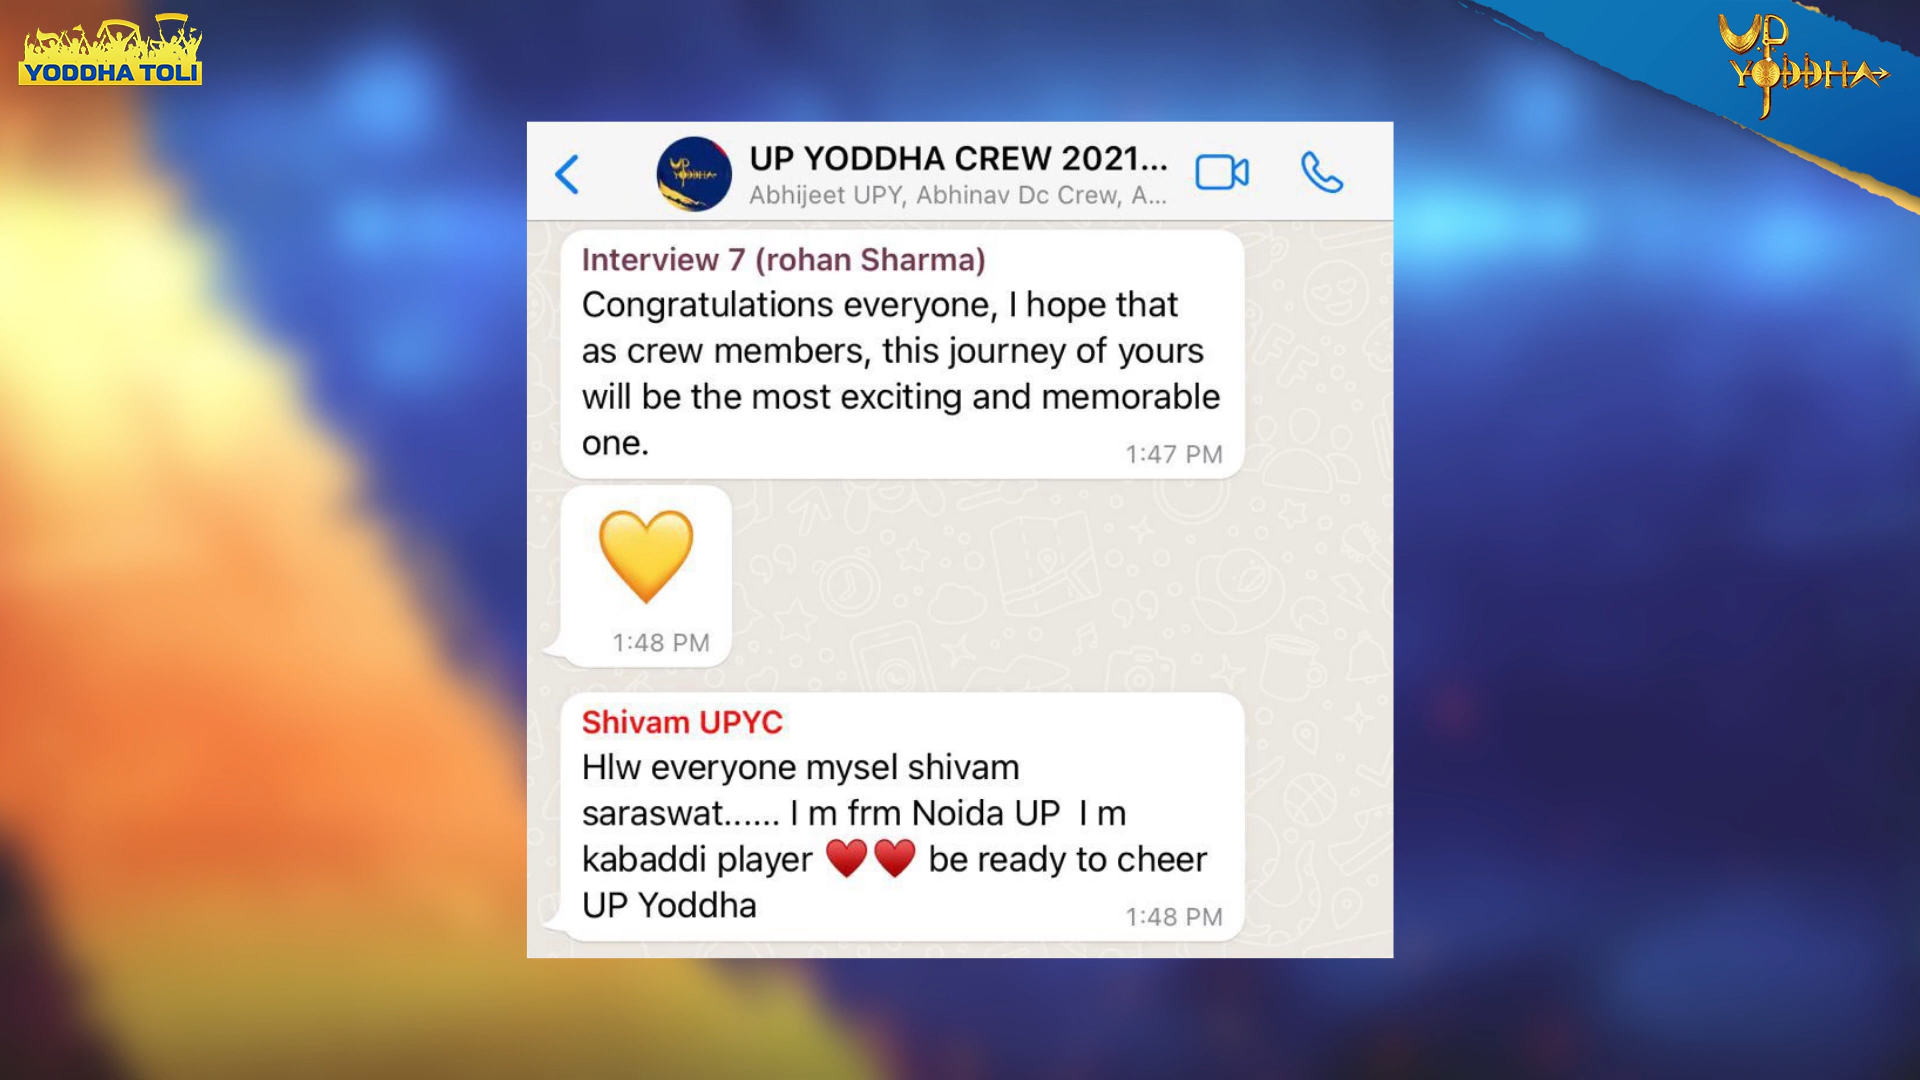 YODDHA TOLI
UP
YODDHA
UP YODDHA CREW 2021...
Abhijeet UPY, Abhinav Dc Crew, A...
Interview 7 (rohan Sharma)
Congratulations everyone, I hope that
as crew members, this journey of yours
will be the most exciting and memorable
one.
1:47 PM
💛
1:48 PM
Shivam UPYC
Hlw everyone mysel shivam
saraswat...... I m frm Noida UP  I m
kabaddi player ♥️♥️ be ready to cheer
UP Yoddha
1:48 PM